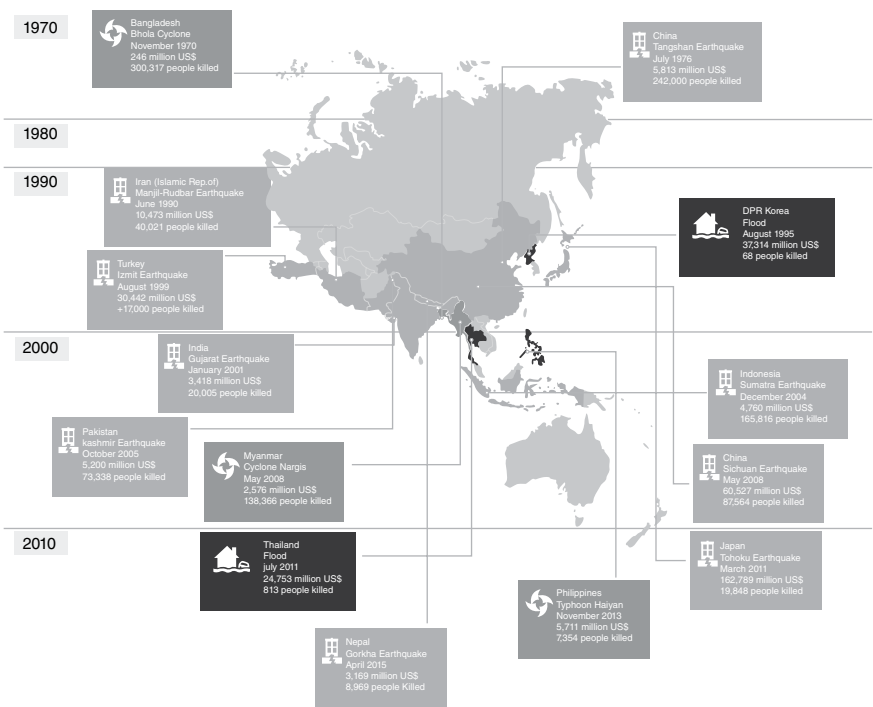 1970
Bangladesh
Bhola Cyclone
November 1970
246 million US$
300,317 people killed
China
Tangshan Earthquake
July 1976
5,813 million US$
242,000 people killed
1980
1990
Iran (Islamic Rep.of)
Manjil-Rudbar Earthquake
June 1990
10,473 million US$
40,021 people killed
DPR Korea
Flood
August 1995
37,314 million US$
68 people killed
Turkey
Izmit Earthquake
August 1999
30,442 million US$
+17,000 people killed
2000
India
Gujarat Earthquake
January 2001
3,418 million US$
20,005 people killed
Indonesia
Sumatra Earthquake
December 2004
4,760 million US$
165,816 people killed
Pakistan
kashmir Earthquake
October 2005
5,200 million US$
73,338 people killed
Myanmar
Cyclone Nargis
May 2008
2,576 million US$
138,366 people killed
China
Sichuan Earthquake
May 2008
60,527 million US$
87,564 people killed
2010
Thailand
Flood
july 2011
24,753 million US$
813 people killed
Japan
Tohoku Earthquake
March 2011
162,789 million US$
19,848 people killed
Philippines
Typhoon Haiyan
November 2013
5,711 million US$
7,354 people killed
Nepal
Gorkha Earthquake
April 2015
3,169 million US$
8,969 people Killed